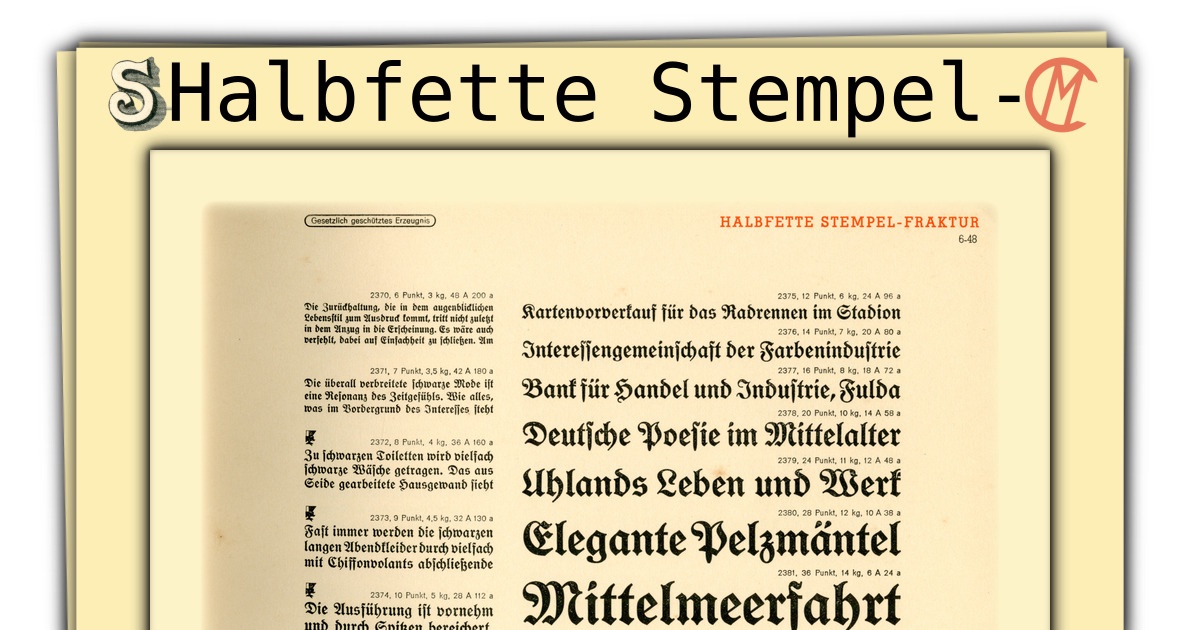 Halbfette Stempel-
Gesetzlich geschütztes Erzeugnis
HALBFETTE STEMPEL-FRAKTUR
6-48
2370, 6 Punkt, 3 kg, 48 A 200 a
Die Zurückhaltung, die in dem augenblicklichen
Lebensstil zum Ausdruck kommt, tritt nicht zuletzt
in dem Anzug in die Erscheinung. Es wäre auch
verfehlt, dabei auf Einfachheit zu schließen. Am
2371, 7 Punkt, 3,5 kg, 42 A 180 a
Die überall verbreitete schwarze Mode ist
eine Resonanz des Zeitgefühls. Wie alles,
was im Vordergrund des Interesses steht
2372, 8 Punkt, 4 kg, 36 A 160 a
Zu schwarzen Toiletten wird vielfach
schwarze Wäsche getragen. Das aus
Seide gearbeitete Hausgewand sieht
2373, 9 Punkt, 4,5 kg, 32 A 130 a
Fast immer werden die schwarzen
langen Abendkleider durch vielfach
mit Chiffonvolants abschließende
2374, 10 Punkt, 5 kg, 28 A 112 a
Die Ausführung ist vornehm
und durch Spitzen bereichert.
2375, 12 Punkt, 6 kg, 24 A 96 a
Kartenvorverkauf für das Radrennen im Stadion
2376, 14 Punkt, 7 kg, 20 A 80 a
Interessengemeinschaft der Farbenindustrie
2377, 16 Punkt, 8 kg, 18 A 72 a
Bank für Handel und Industrie, Fulda
2378, 20 Punkt, 10 kg, 14 A 58 a
Deutsche Poesie im Mittelalter
2379, 24 Punkt, 11 kg, 12 A 48 a
Uhlands Leben und Werk
2380, 28 Punkt, 12 kg, 10 A 38 a
Elegante Pelzmäntel
2381, 36 Punkt, 14 kg, 6 A 24 a
Mittelmeerfahrt